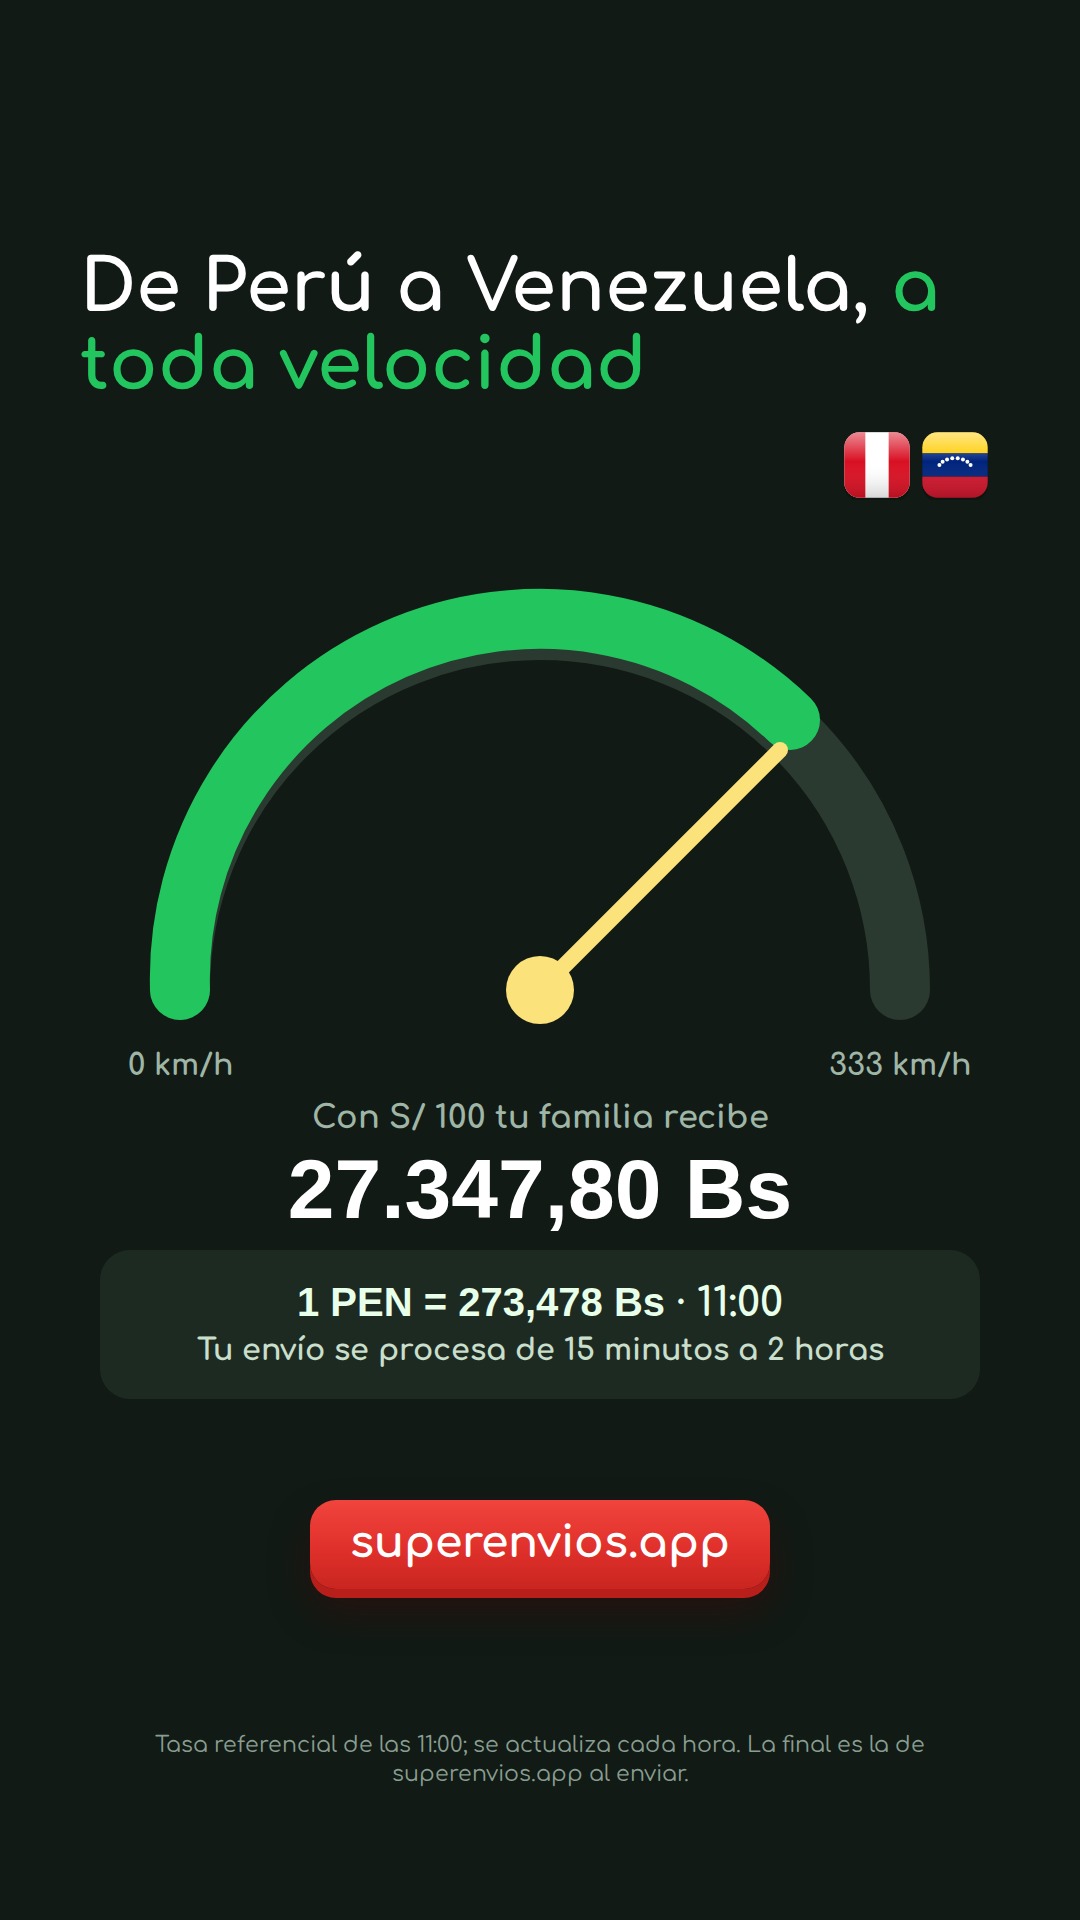 De Perú a Venezuela, a
toda velocidad
0 km/h
333 km/h
Con S/ 100 tu familia recibe
27.347,80 Bs
1 PEN = 273,478 Bs · 11:00
Tu envío se procesa de 15 minutos a 2 horas
superenvios.app
Tasa referencial de las 11:00; se actualiza cada hora. La final es la de
superenvios.app al enviar.